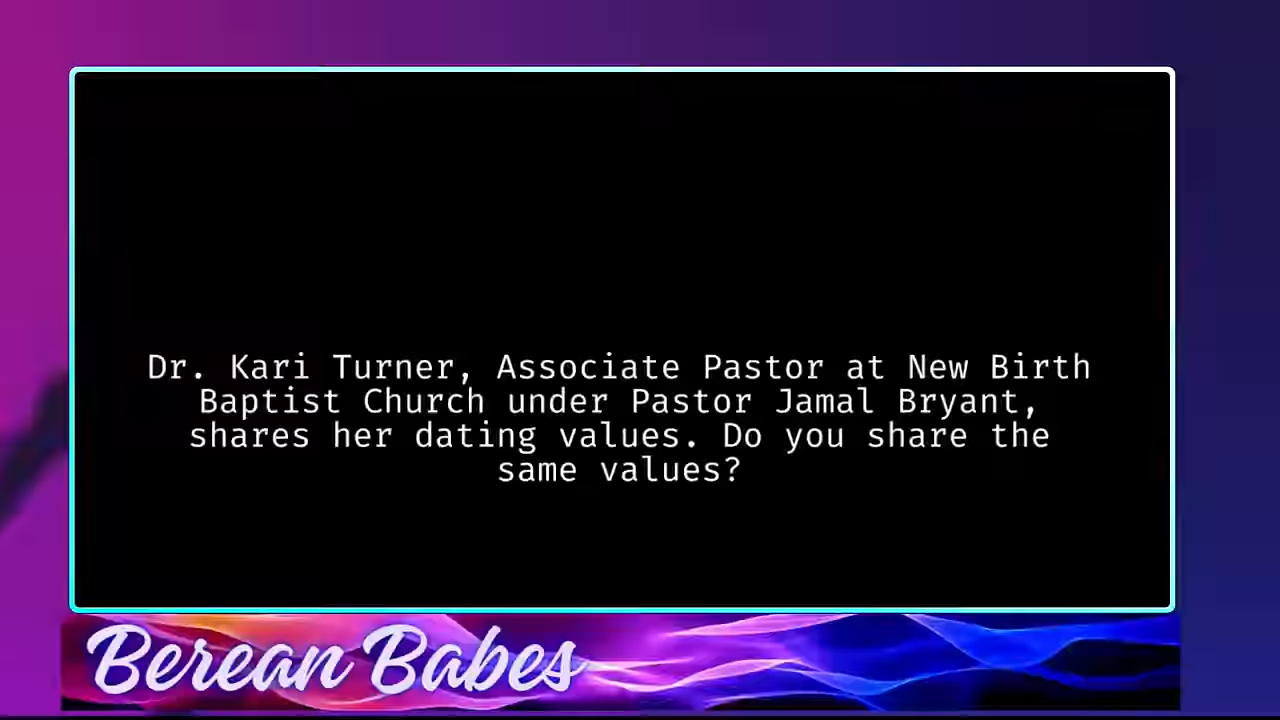 Dr. Kari Turner, Associate Pastor at New Birth
Baptist Church under Pastor Jamal Bryant,
shares her dating values. Do you share the
same values?
Berean Babes